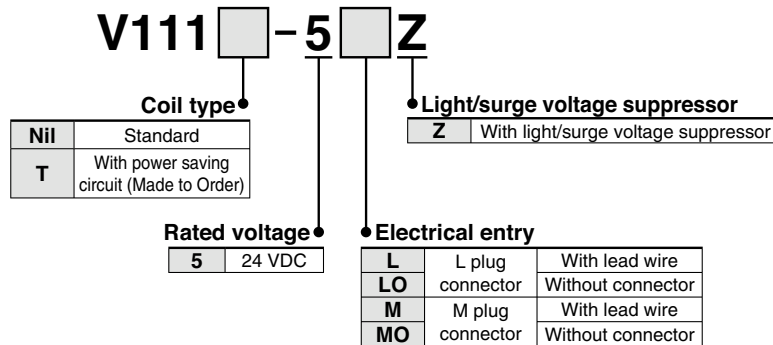 V111 -5 Z
Coil type
Nil Standard
T With power saving
circuit (Made to Order)
Light/surge voltage suppressor
Z With light/surge voltage suppressor
Rated voltage
5 24 VDC
Electrical entry
L L plug connector With lead wire
LO Without connector
M M plug connector With lead wire
MO Without connector